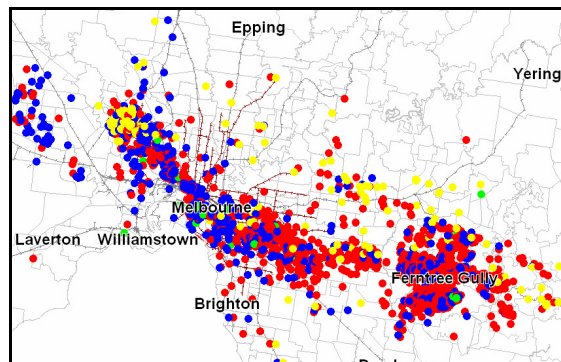 Epping
Yering
Melbourne
Laverton
Williamstown
Ferntree Gully
Brighton